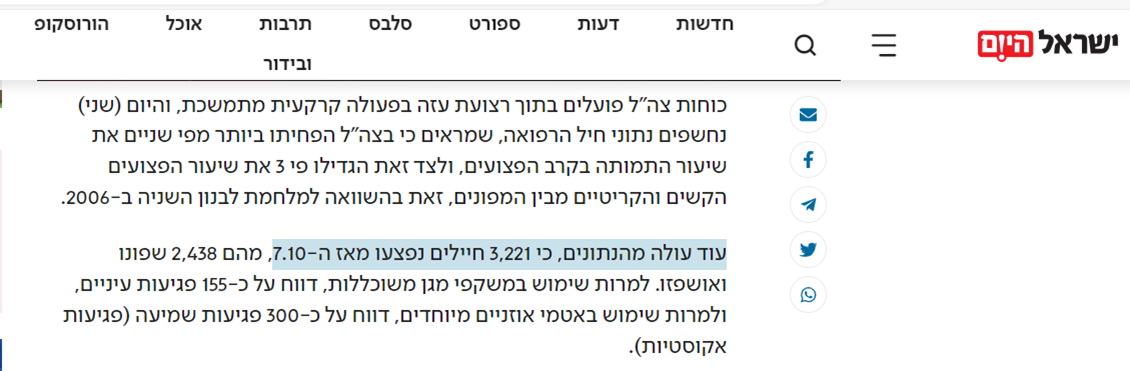 ישראל היום
חדשות דעות ספורט סלבס תרבות אוכל הורוסקופ
ובידור
כוחות צה"ל פועלים בתוך רצועת עזה בפעולה קרקעית מתמשכת, והיום (שני)
נחשפים נתוני חיל הרפואה, שמראים כי בצה"ל הפחיתו ביותר מפי שניים את
שיעור התמותה בקרב הפצועים, ולצד זאת הגדילו פי 3 את שיעור הפצועים
הקשים והקריטיים מבין המפונים, זאת בהשוואה למלחמת לבנון השניה ב-2006.
עוד עולה מהנתונים, כי 3,221 חיילים נפצעו מאז ה-7.10, מהם 2,438 שפונו
ואושפזו. למרות שימוש במשקפי מגן משוכללות, דווח על כ-155 פגיעות עיניים,
ולמרות שימוש באטמי אוזניים מיוחדים, דווח על כ-300 פגיעות שמיעה (פגיעות
אקוסטיות).